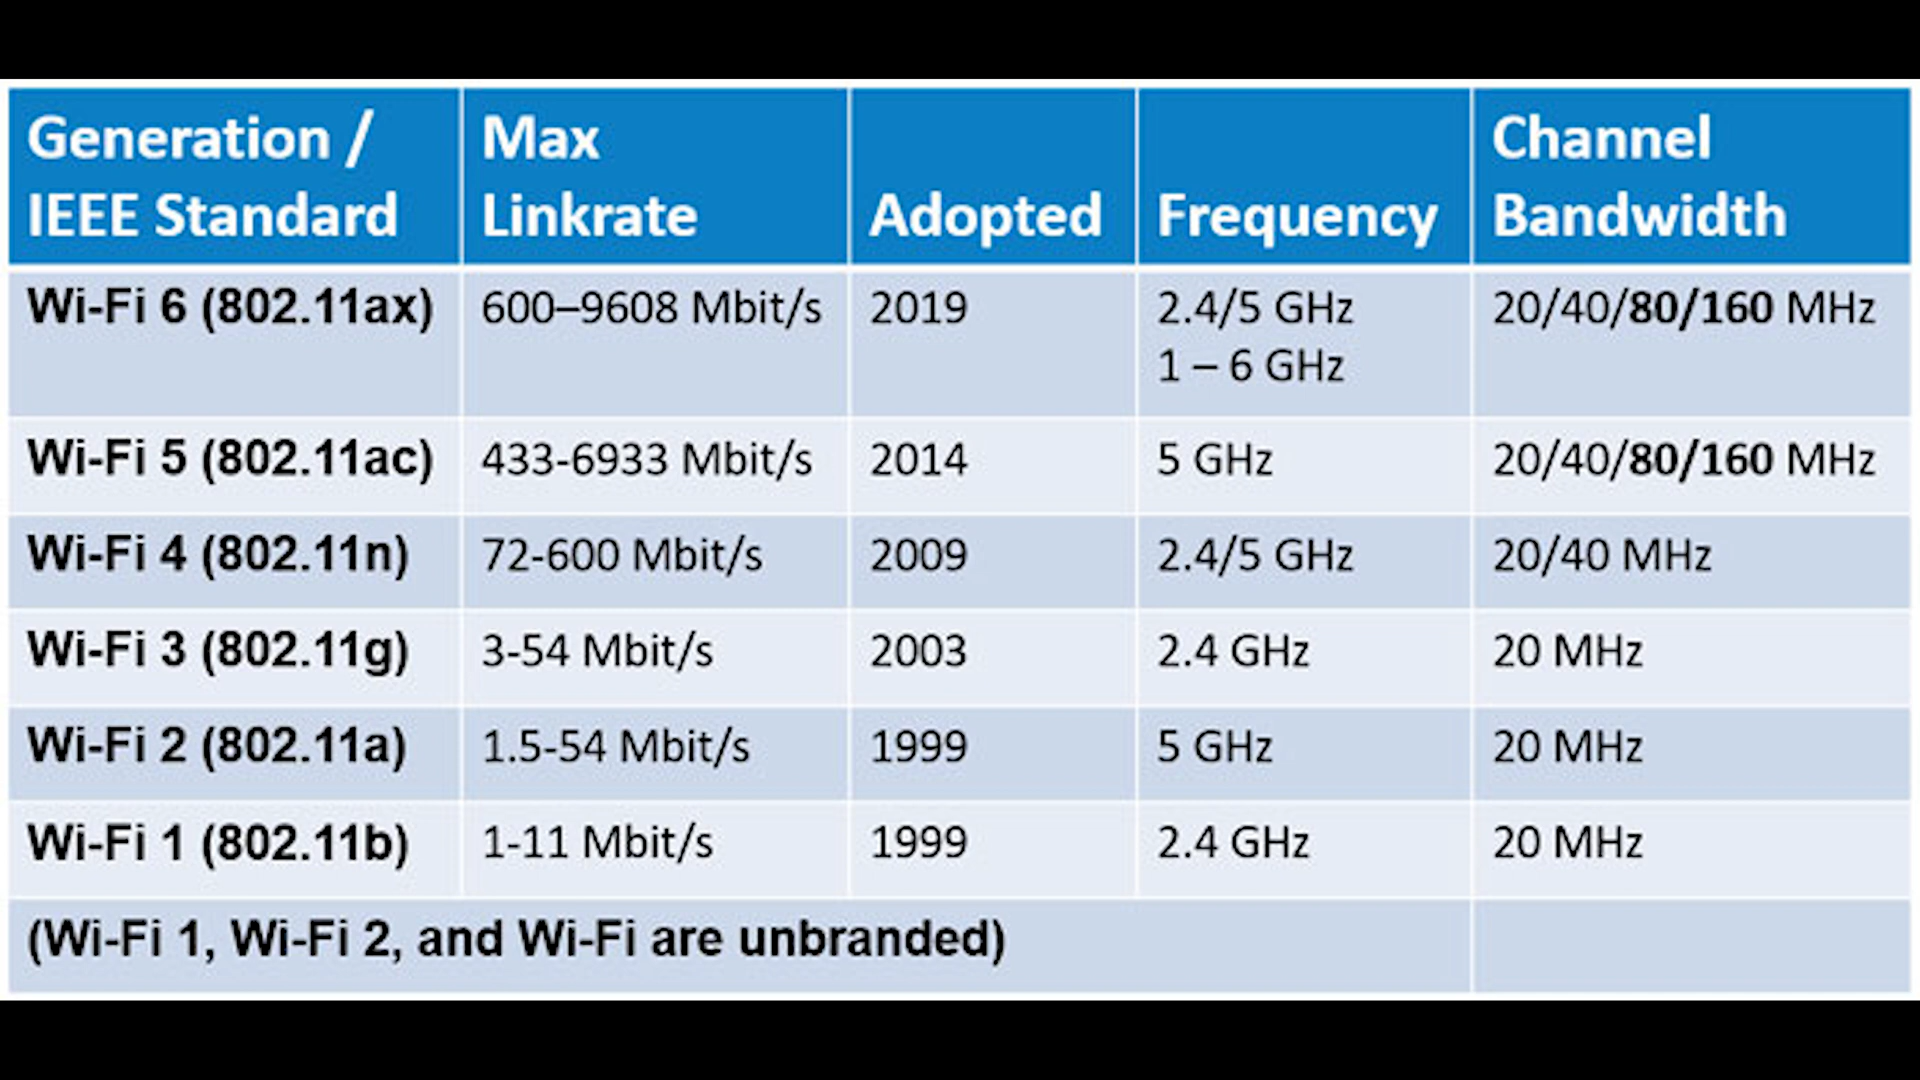 Generation / IEEE Standard Max Linkrate Adopted Frequency Channel Bandwidth
Wi-Fi 6 (802.11ax) 600–9608 Mbit/s 2019 2.4/5 GHz 20/40/80/160 MHz
1 – 6 GHz
Wi-Fi 5 (802.11ac) 433-6933 Mbit/s 2014 5 GHz 20/40/80/160 MHz
Wi-Fi 4 (802.11n) 72-600 Mbit/s 2009 2.4/5 GHz 20/40 MHz
Wi-Fi 3 (802.11g) 3-54 Mbit/s 2003 2.4 GHz 20 MHz
Wi-Fi 2 (802.11a) 1.5-54 Mbit/s 1999 5 GHz 20 MHz
Wi-Fi 1 (802.11b) 1-11 Mbit/s 1999 2.4 GHz 20 MHz
(Wi-Fi 1, Wi-Fi 2, and Wi-Fi are unbranded)